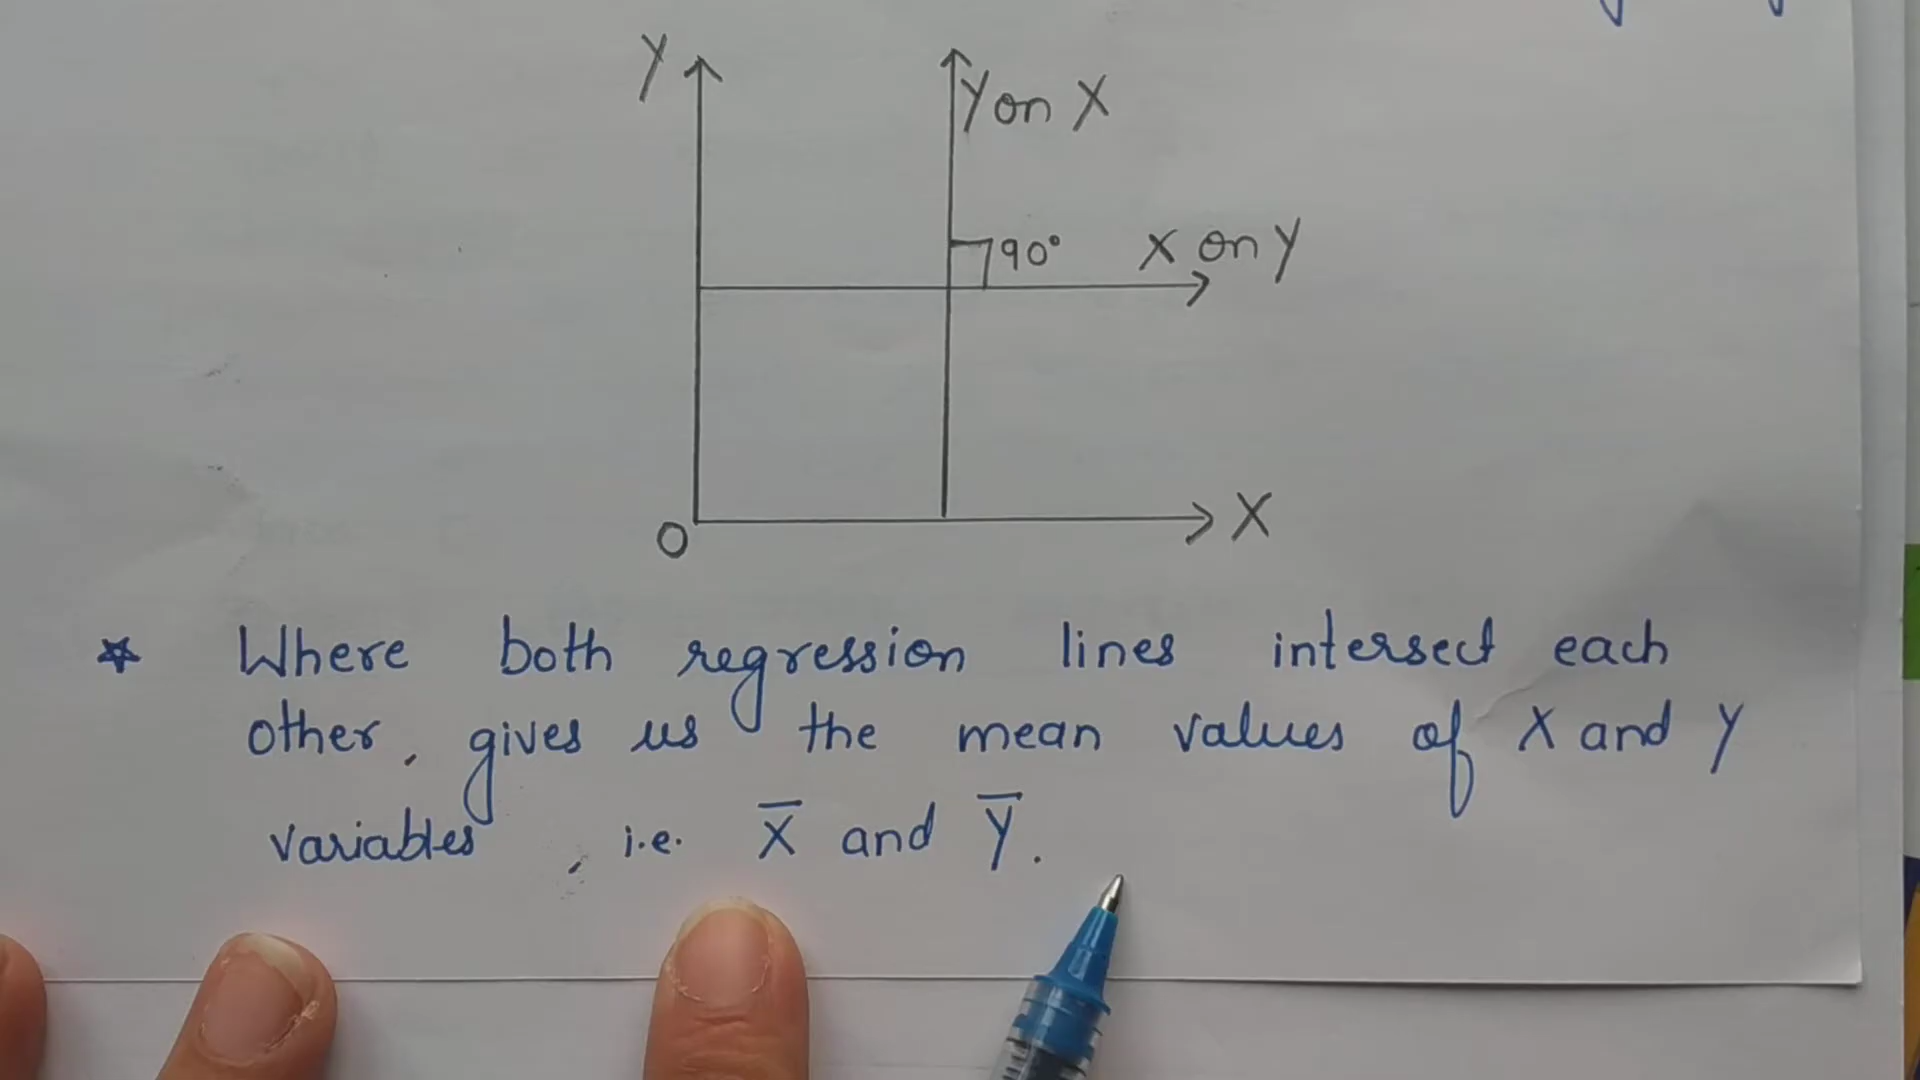 Y
Y on X
90°
X on Y
X
O
* Where both regression lines intersect each
other, gives us the mean values of X and Y
variables, i.e. X̅ and Y̅.